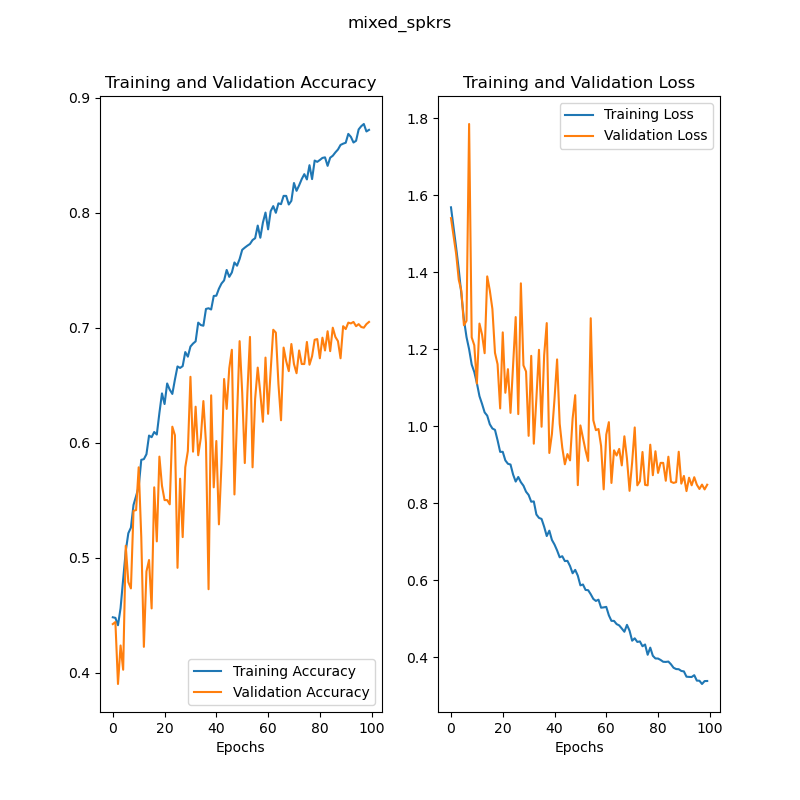 mixed_spkrs
Training and Validation Accuracy
0.9
0.8
0.7
0.6
0.5
0.4
Training Accuracy
Validation Accuracy
0 20 40 60 80 100
Epochs
Training and Validation Loss
Training Loss
Validation Loss
1.8
1.6
1.4
1.2
1.0
0.8
0.6
0.4
0 20 40 60 80 100
Epochs